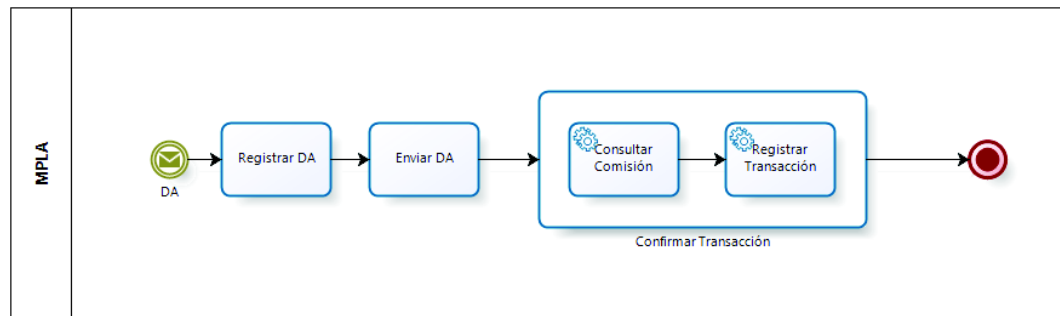 MPLA
DA
Registrar DA
Enviar DA
Consultar
Comisión
Registrar
Transacción
Confirmar Transacción